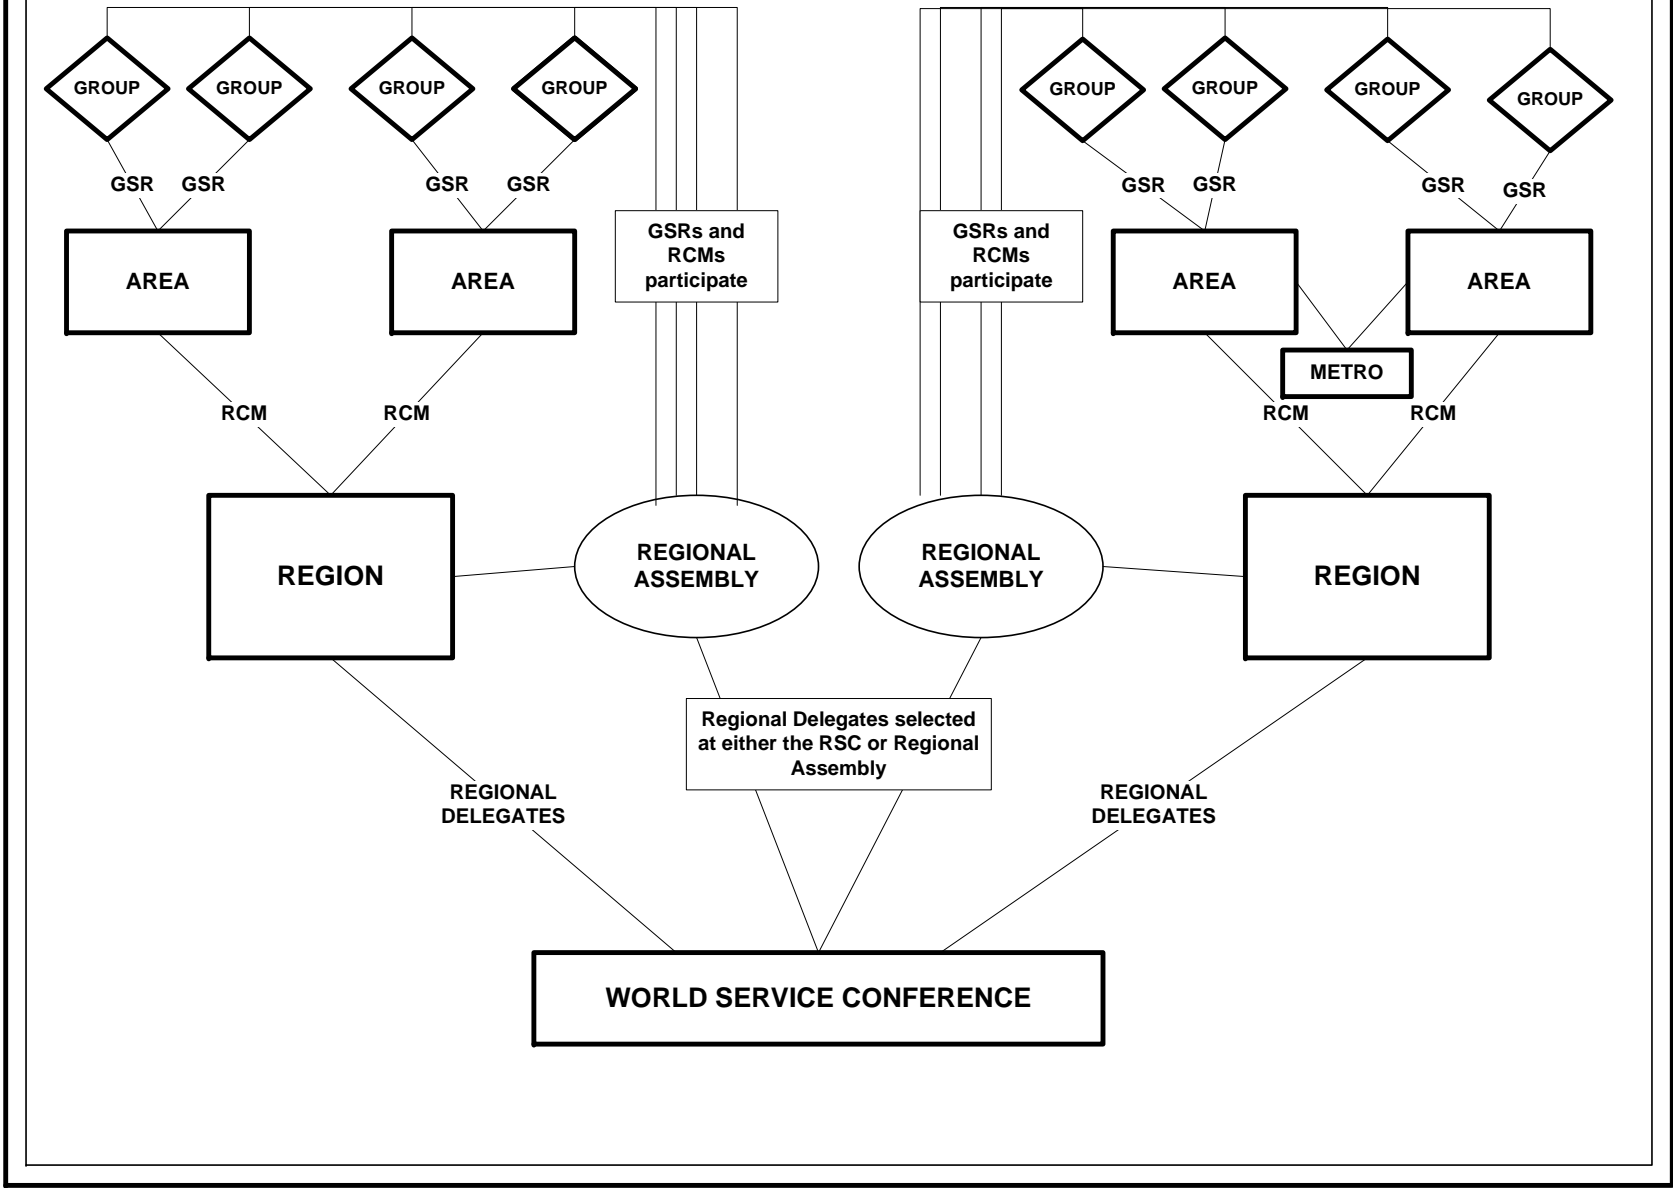 GROUP GROUP GROUP GROUP GROUP GROUP GROUP GROUP
GSR GSR GSR GSR GSR GSR GSR GSR
GSRs and
RCMs
participate
GSRs and
RCMs
participate
AREA AREA AREA AREA
METRO
RCM RCM RCM RCM
REGION
REGIONAL
ASSEMBLY
REGIONAL
ASSEMBLY
REGION
Regional Delegates selected
at either the RSC or Regional
Assembly
REGIONAL
DELEGATES
REGIONAL
DELEGATES
WORLD SERVICE CONFERENCE